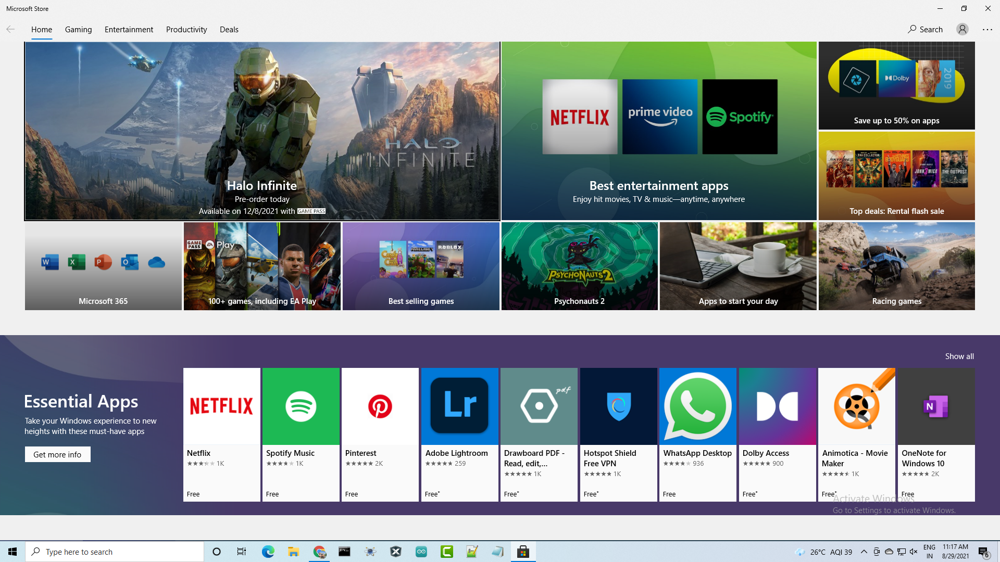 Microsoft Store
Home
Gaming
Entertainment
Productivity
Deals
Search
117
HALO
INFINITE
Halo Infinite
Pre-order today
Available on 12/8/2021 with GAME PASS
NETFLIX
prime video
Spotify
Best entertainment apps
Enjoy hit movies, TV & music—anytime, anywhere
Dolby
2019
Save up to 50% on apps
SKYFIRE
TAX COLLECTOR
BODYGUARD
JOHN WICK
THE OUTPOST
Top deals: Rental flash sale
W
X
P
O
Microsoft 365
GAME PASS
EA Play
100+ games, including EA Play
Candy Crush
MINECRAFT
ROBLOX
Best selling games
PSYCHONAUTS 2
Psychonauts 2
Apps to start your day
Racing games
Show all
Essential Apps
Take your Windows experience to new
heights with these must-have apps
Get more info
NETFLIX
Netflix
1K
Free
Spotify Music
1K
Free
Pinterest
2K
Free
Lr
Adobe Lightroom
259
Free+
pdf
Drawboard PDF -
Read, edit,...
1K
Free+
Hotspot Shield
Free VPN
1K
Free+
WhatsApp Desktop
936
Free
Dolby Access
900
Free+
Animotica - Movie
Maker
1K
Free+
N
OneNote for
Windows 10
2K
Free
Activate Windows
Go to Settings to activate Windows.
Type here to search
26°C AQI 39
ENG
IN
11:17 AM
8/29/2021
6